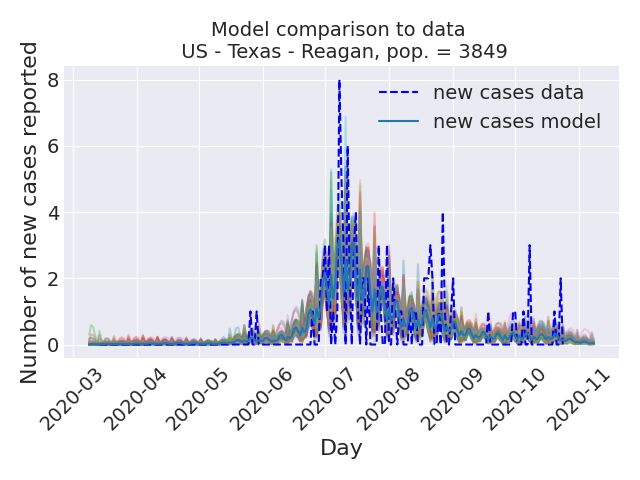 Model comparison to data
US - Texas - Reagan, pop. = 3849
Number of new cases reported
8
6
4
2
0
new cases data
new cases model
2020-03
2020-04
2020-05
2020-06
2020-07
2020-08
2020-09
2020-10
2020-11
Day